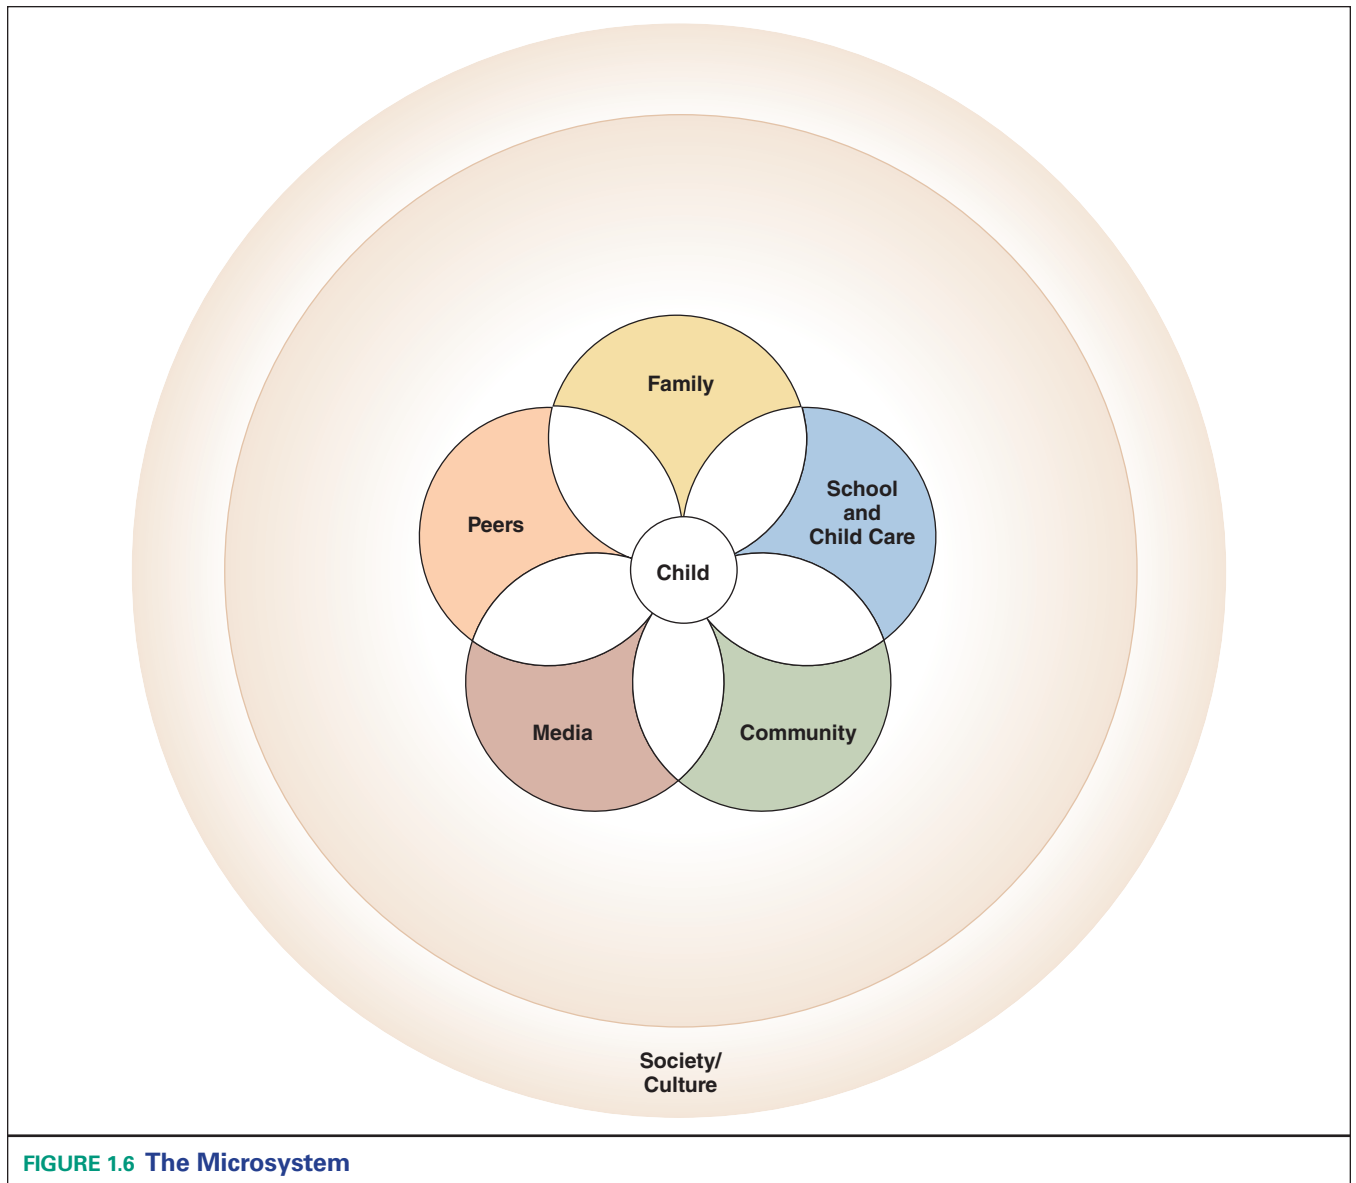 Family
School
and
Child Care
Peers
Child
Media
Community
Society/
Culture
FIGURE 1.6 The Microsystem